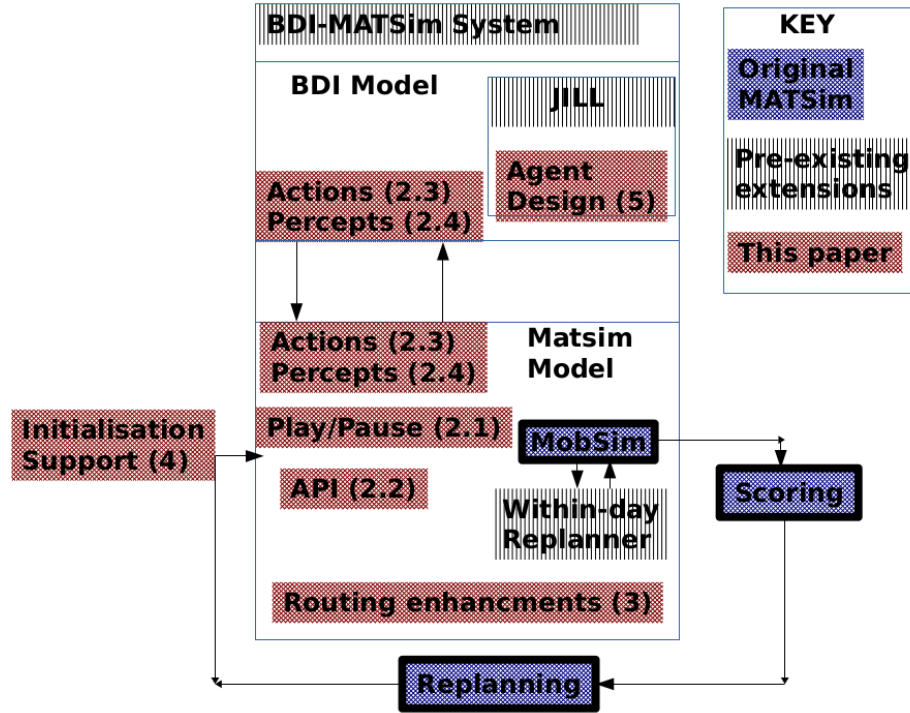 BDI-MATSim System
BDI Model
JILL
Agent
Design (5)
Actions (2.3)
Percepts (2.4)
KEY
Original
MATSim
Pre-existing
extensions
This paper
Actions (2.3)
Percepts (2.4)
Matsim
Model
Initialisation
Support (4)
Play/Pause (2.1)
API (2.2)
MobSim
Within-day
Replanner
Scoring
Routing enhancments (3)
Replanning